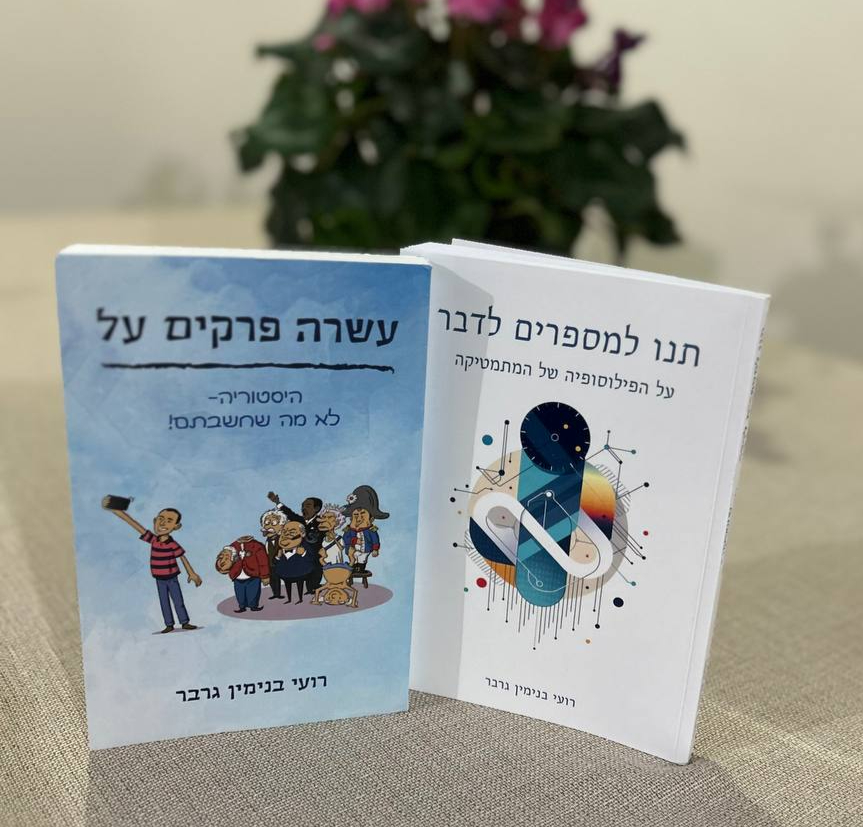 עשרה פרקים על
היסטוריה-
לא מה שחשבתם!
רועי בנימין גרבר
תנו למספרים לדבר
על הפילוסופיה של המתמטיקה
רועי בנימין גרבר